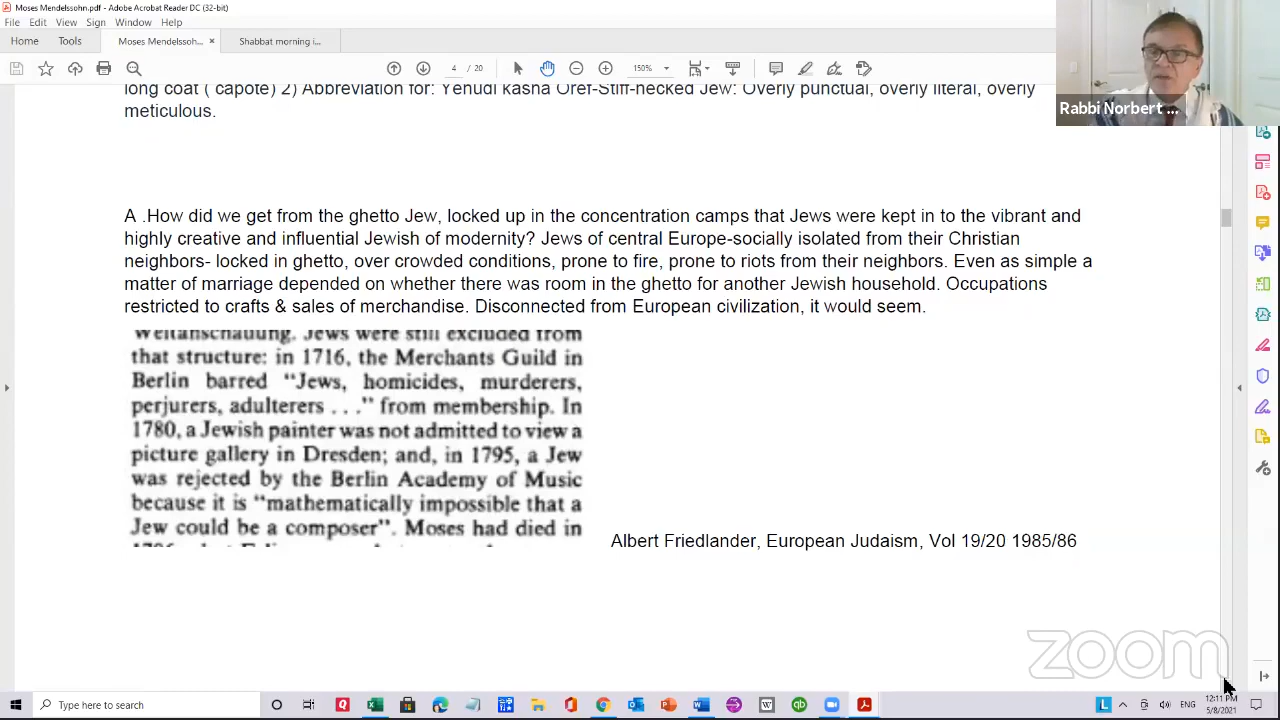 Moses Mendelssohn.pdf - Adobe Acrobat Reader DC (32-bit)
File Edit View Sign Window Help
Home Tools Moses Mendelssoh... × Shabbat morning i...
4 / 20 150%
Rabbi Norbert ...
long coat ( capote) 2) Abbreviation for: Yehudi kasha Oref-Stiff-necked Jew: Overly punctual, overly literal, overly
meticulous.
A .How did we get from the ghetto Jew, locked up in the concentration camps that Jews were kept in to the vibrant and
highly creative and influential Jewish of modernity? Jews of central Europe-socially isolated from their Christian
neighbors- locked in ghetto, over crowded conditions, prone to fire, prone to riots from their neighbors. Even as simple a
matter of marriage depended on whether there was room in the ghetto for another Jewish household. Occupations
restricted to crafts & sales of merchandise. Disconnected from European civilization, it would seem.
Weltanschauung. Jews were still excluded from
that structure: in 1716, the Merchants Guild in
Berlin barred “Jews, homicides, murderers,
perjurers, adulterers . . .” from membership. In
1780, a Jewish painter was not admitted to view a
picture gallery in Dresden; and, in 1795, a Jew
was rejected by the Berlin Academy of Music
because it is “mathematically impossible that a
Jew could be a composer”. Moses had died in
Albert Friedlander, European Judaism, Vol 19/20 1985/86
zoom
Type here to search
ENG
12:11 PM
5/8/2021